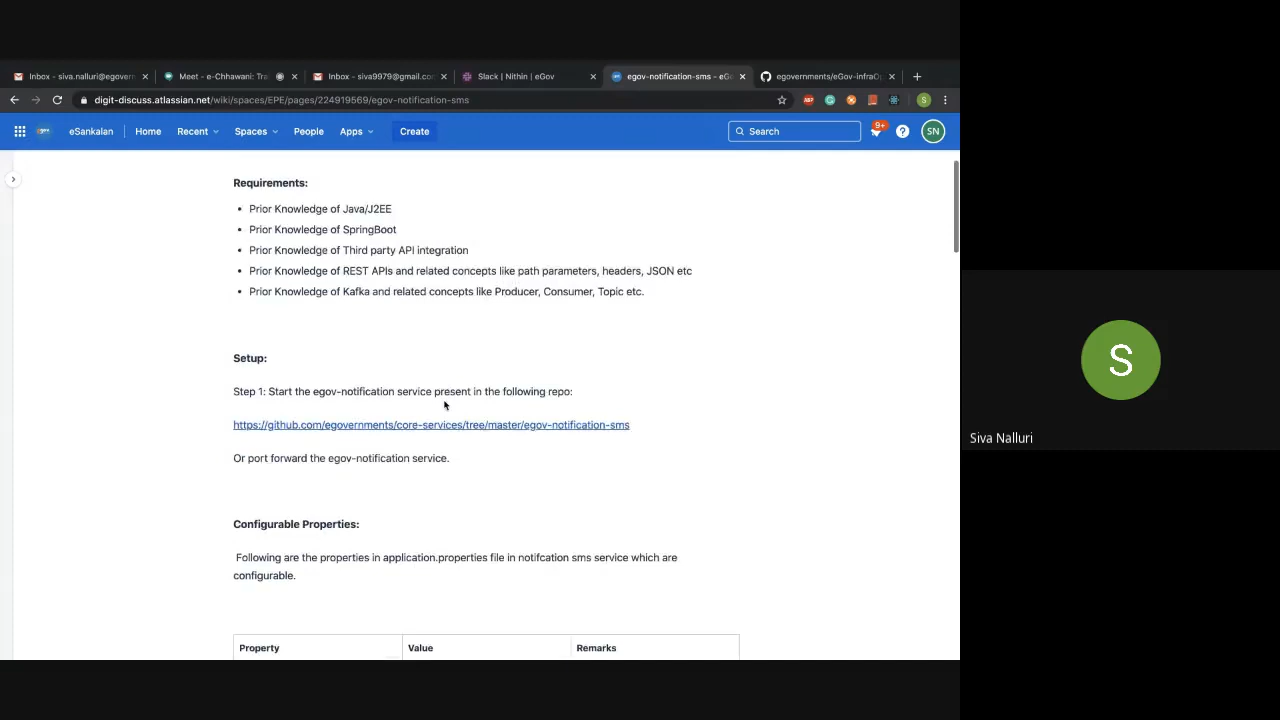 Inbox - siva.nalluri@egovern
Meet - e-Chhawani: Tra
Inbox - siva9979@gmail.co
Slack | Nithin | eGov
egov-notification-sms - eG
egovernments/eGov-infraO
digit-discuss.atlassian.net/wiki/spaces/EPE/pages/224919569/egov-notification-sms
ABP
S
eSankalan
Home
Recent
Spaces
People
Apps
Create
Search
9+
SN
Requirements:
• Prior Knowledge of Java/J2EE
• Prior Knowledge of SpringBoot
• Prior Knowledge of Third party API integration
• Prior Knowledge of REST APIs and related concepts like path parameters, headers, JSON etc
• Prior Knowledge of Kafka and related concepts like Producer, Consumer, Topic etc.
Setup:
Step 1: Start the egov-notification service present in the following repo:
https://github.com/egovernments/core-services/tree/master/egov-notification-sms
Or port forward the egov-notification service.
Configurable Properties:
Following are the properties in application.properties file in notifcation sms service which are
configurable.
Property
Value
Remarks
S
Siva Nalluri